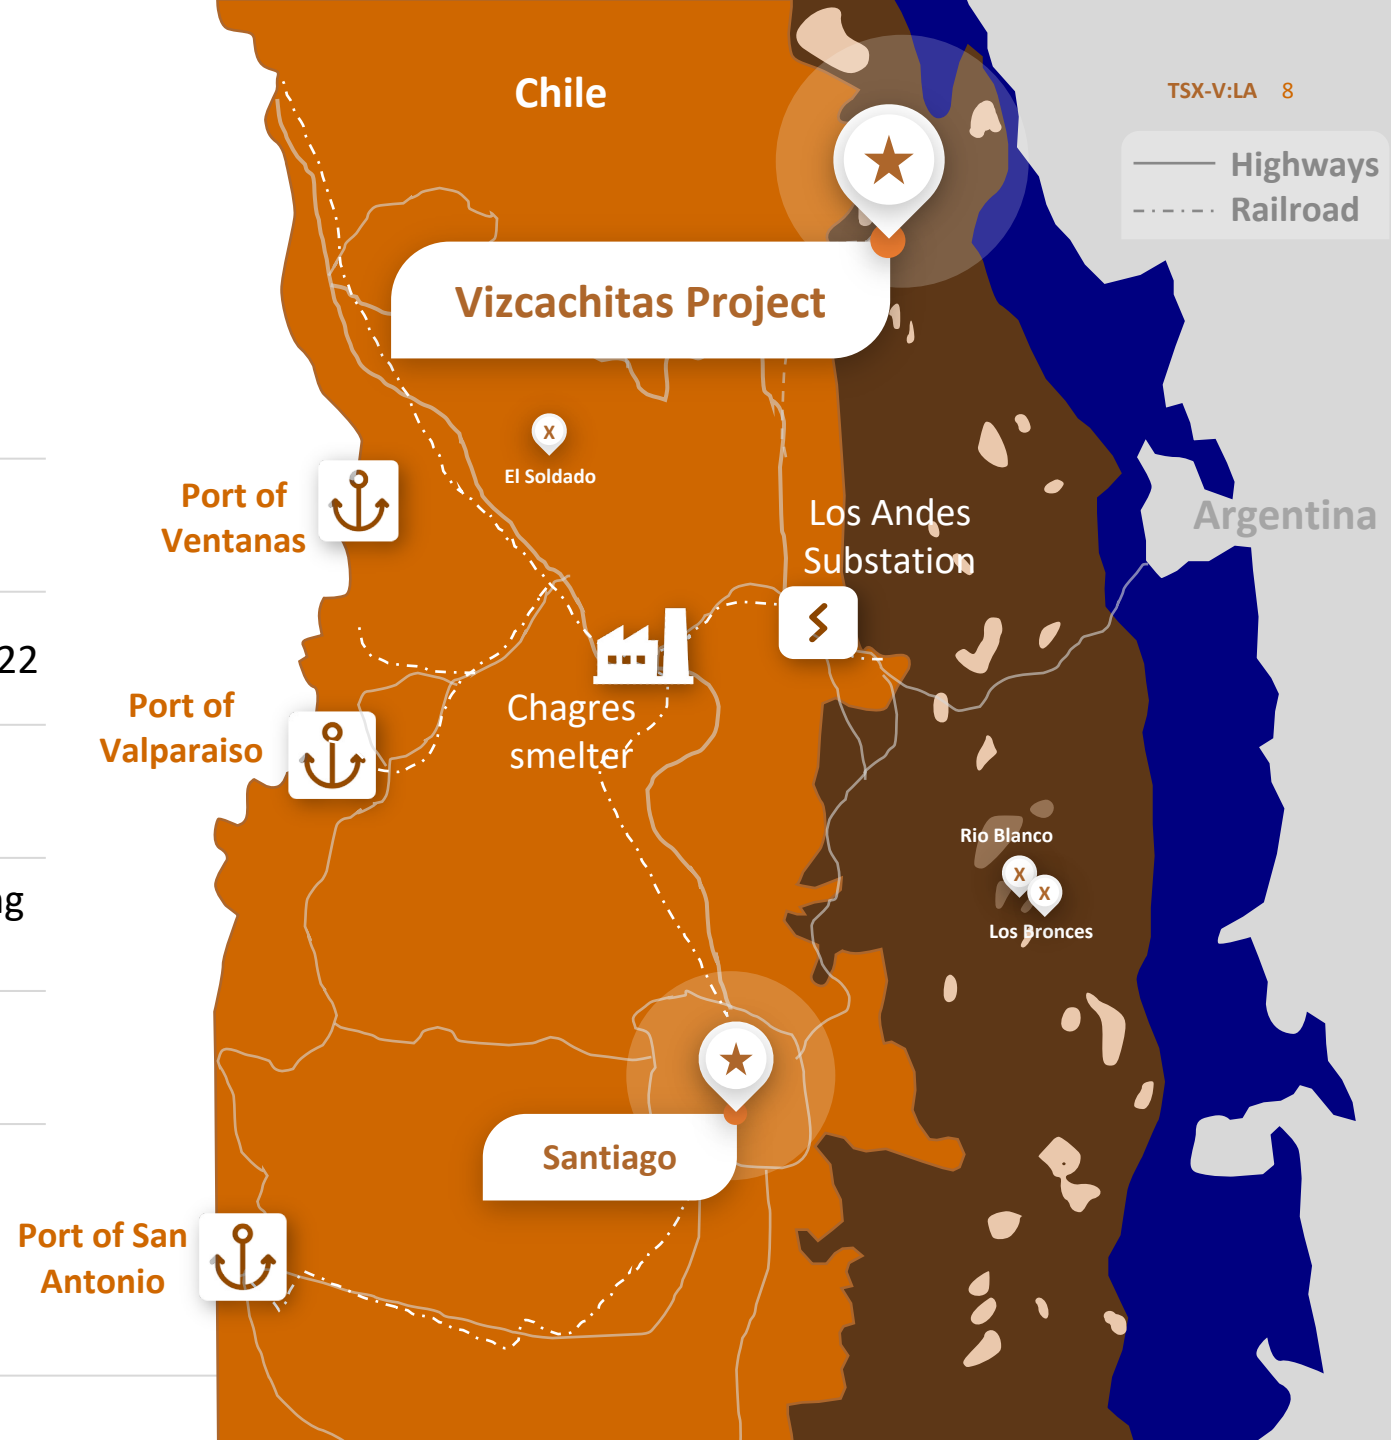 Chile
TSX-V:LA 8
Highways
Railroad
Vizcachitas Project
X
El Soldado
Port of
Ventanas
Los Andes
Substation
Argentina
22
Port of
Valparaiso
Chagres
smelter
Rio Blanco
X
X
Los Bronces
Santiago
Port of San
Antonio